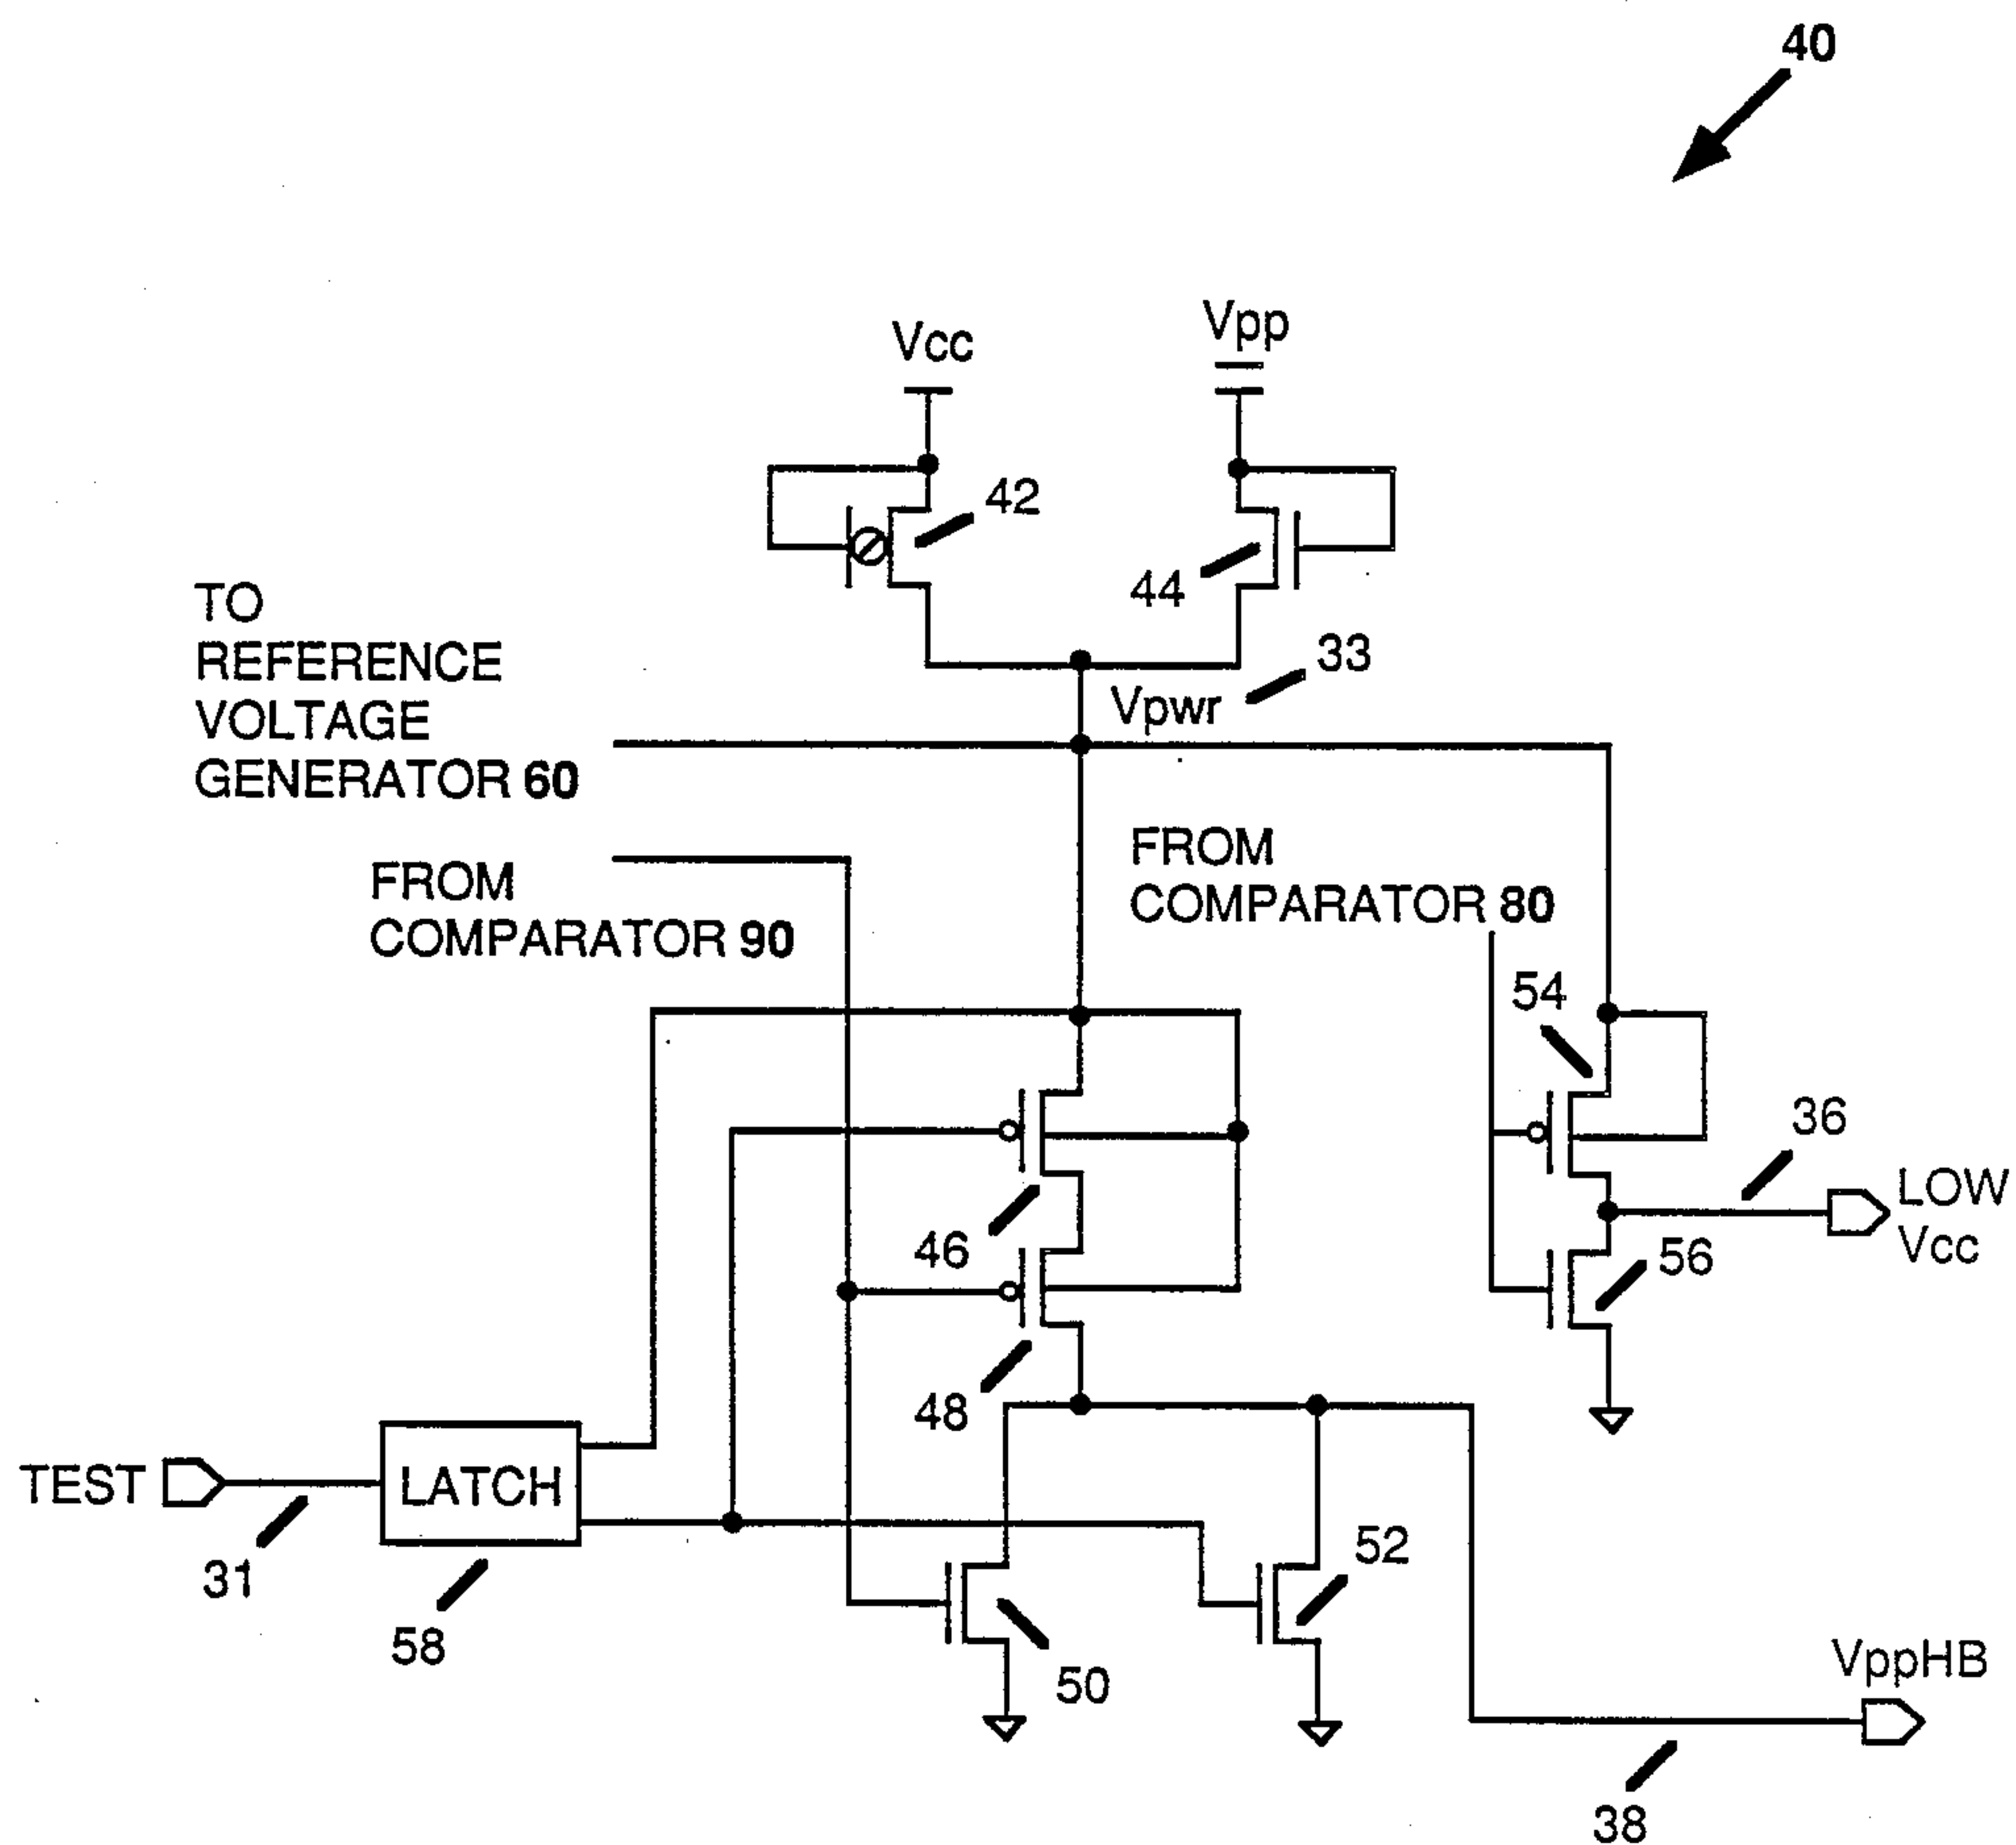 40
Vcc
Vpp
42
44
TO
REFERENCE
VOLTAGE
GENERATOR 60
33
Vpwr
FROM
COMPARATOR 90
FROM
COMPARATOR 80
54
36
LOW
Vcc
46
56
48
TEST
LATCH
31
58
52
50
VppHB
38